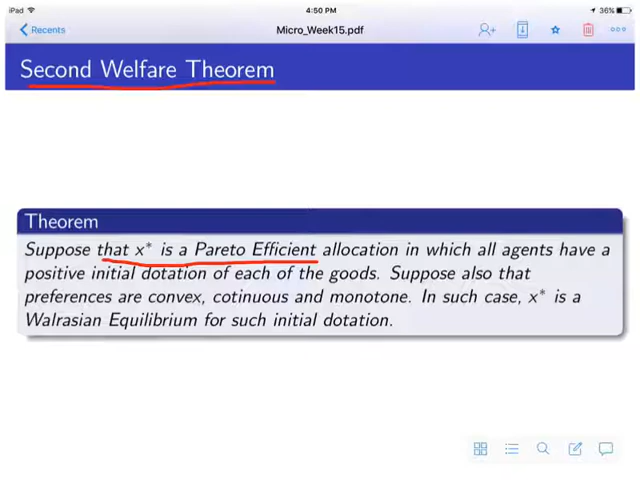 iPad 4:50 PM 36%
Recents Micro_Week15.pdf
Second Welfare Theorem
Theorem
Suppose that x* is a Pareto Efficient allocation in which all agents have a
positive initial dotation of each of the goods. Suppose also that
preferences are convex, cotinuous and monotone. In such case, x* is a
Walrasian Equilibrium for such initial dotation.